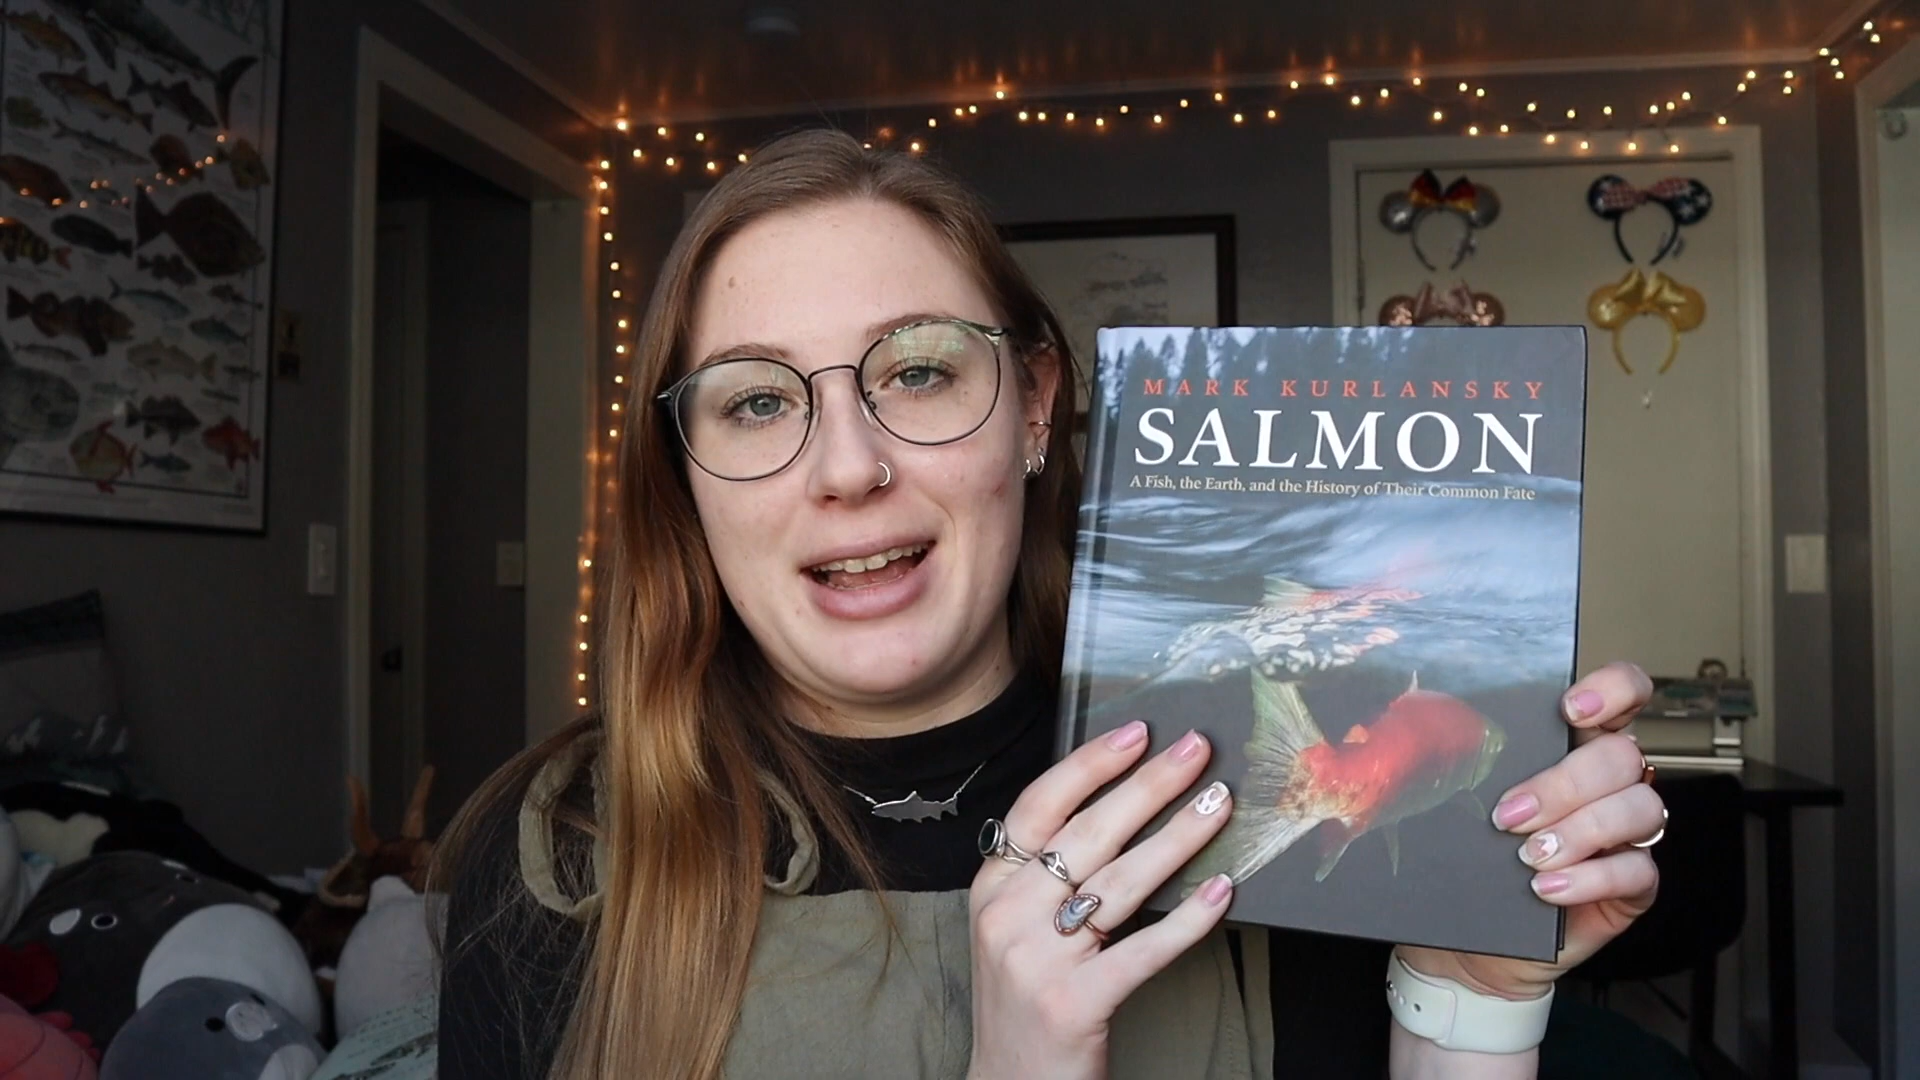 MARK KURLANSKY
SALMON
A Fish, the Earth, and the History of Their Common Fate